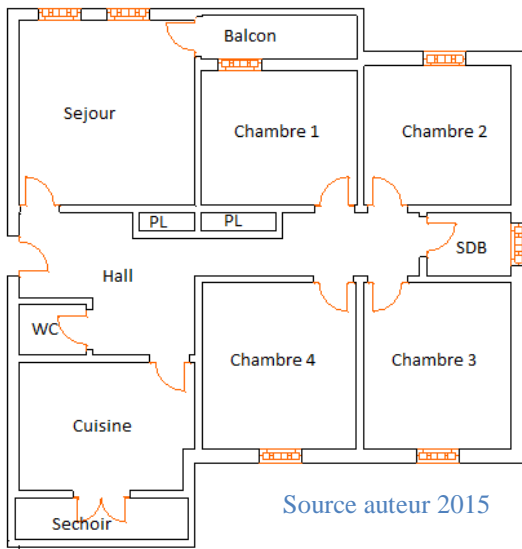 Balcon
Sejour
Chambre 1
Chambre 2
PL
PL
SDB
Hall
WC
Chambre 4
Chambre 3
Cuisine
Source auteur 2015
Sechoir